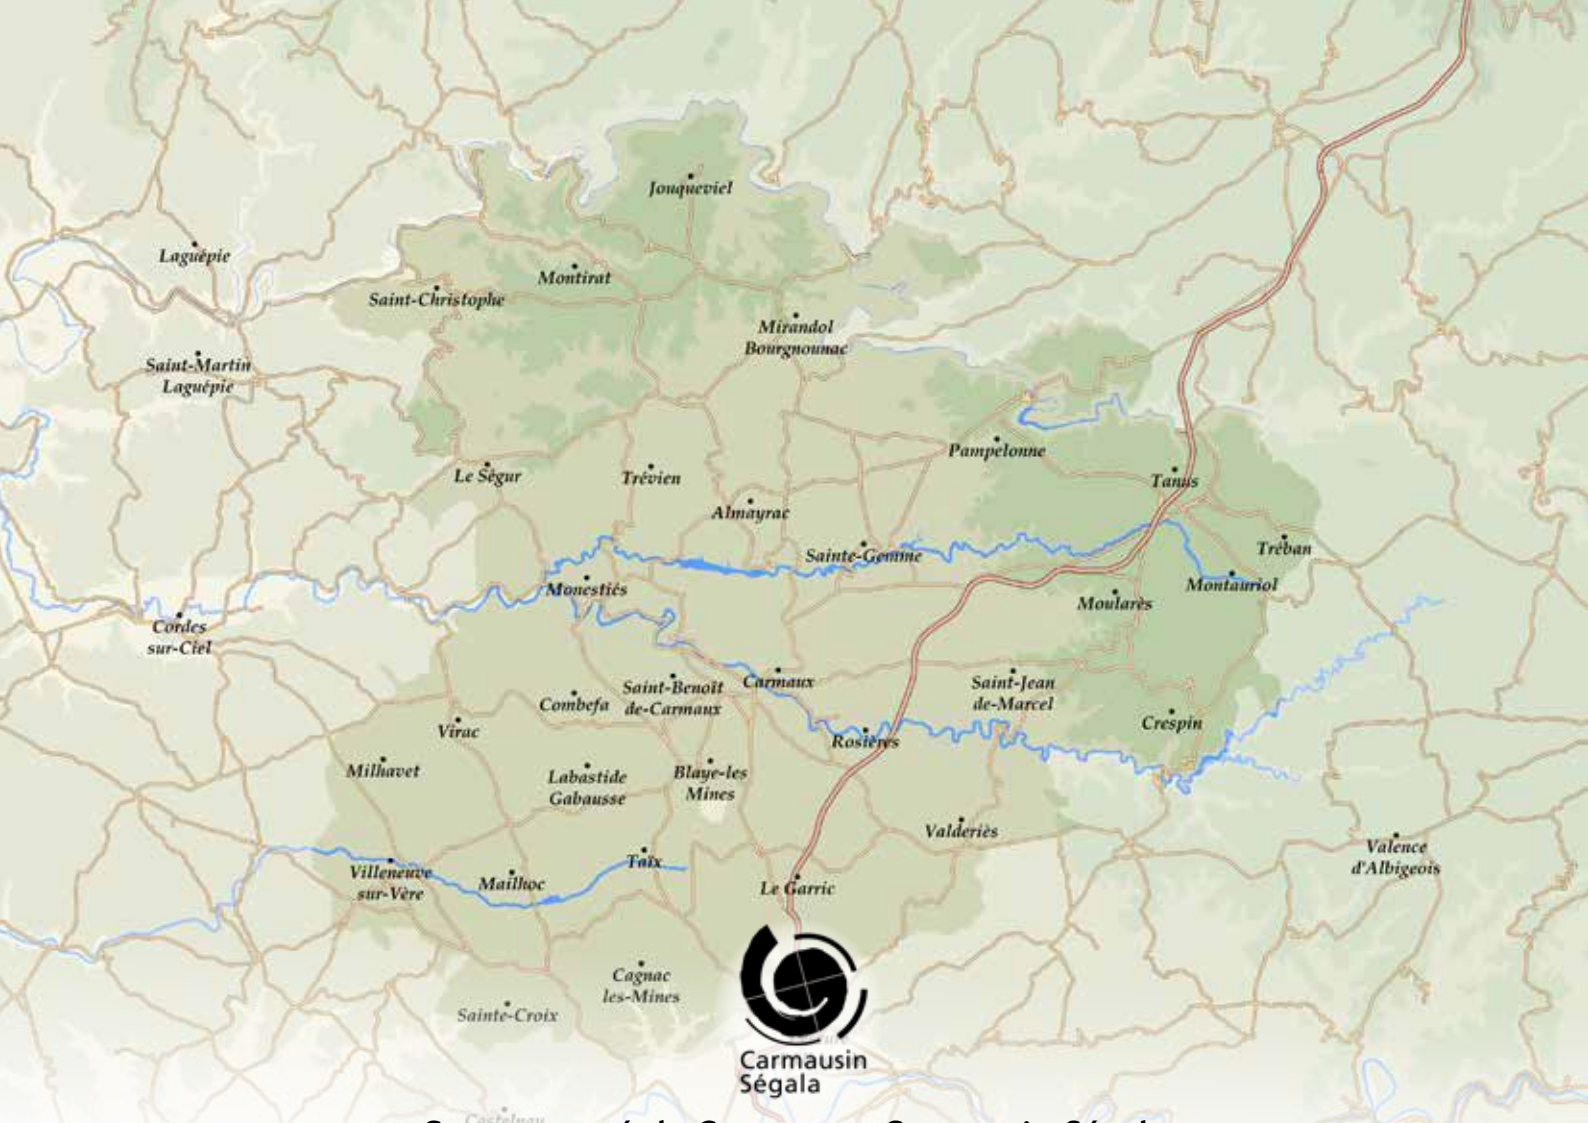 Jouqueviel
Laguépie
Montirat
Saint-Christophe
Mirandol
Bourgnounac
Saint-Martin
Laguépie
Pampelonne
Le Ségur
Trévien
Tanus
Almayrac
Tréban
Sainte-Gemme
Montauriol
Monestiés
Moularès
Cordes
sur-Ciel
Carmaux
Saint-Benoît
de-Carmaux
Saint-Jean
de-Marcel
Combefa
Crespin
Virac
Rosières
Milhavet
Labastide
Gabausse
Blaye-les
Mines
Valderiès
Valence
d'Albigeois
Taïx
Villeneuve
sur-Vère
Mailhoc
Le Garric
Cagnac
les-Mines
Sainte-Croix
Carmausin
Ségala
Castelnau